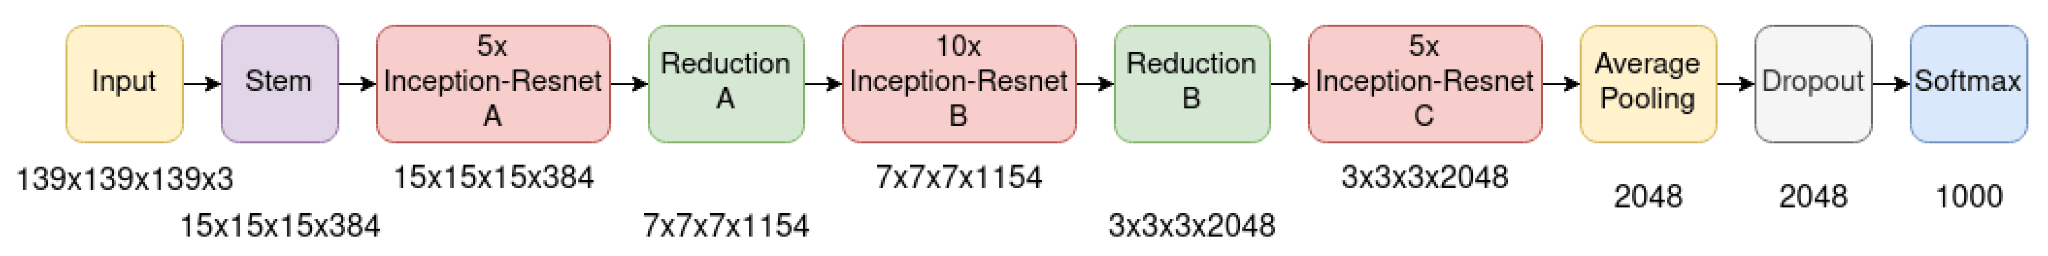 Input
Stem
5x
Inception-Resnet
A
Reduction
A
10x
Inception-Resnet
B
Reduction
B
5x
Inception-Resnet
C
Average
Pooling
Dropout
Softmax
139x139x139x3
15x15x15x384
15x15x15x384
7x7x7x1154
7x7x7x1154
3x3x3x2048
3x3x3x2048
2048
2048
1000